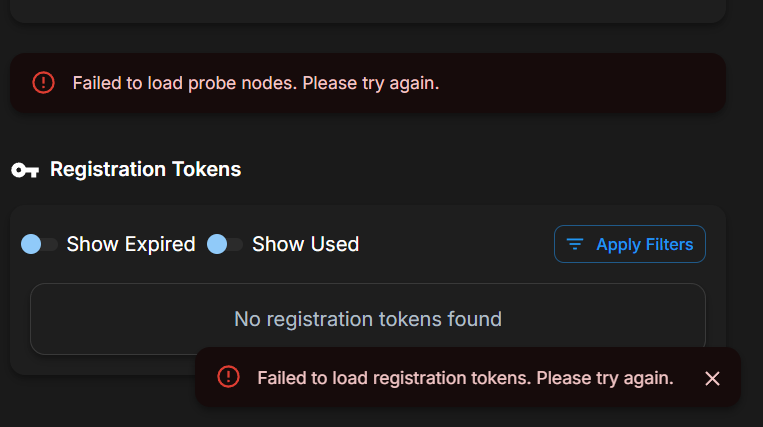 Failed to load probe nodes. Please try again.
Registration Tokens
Show Expired Show Used Apply Filters
No registration tokens found
Failed to load registration tokens. Please try again.